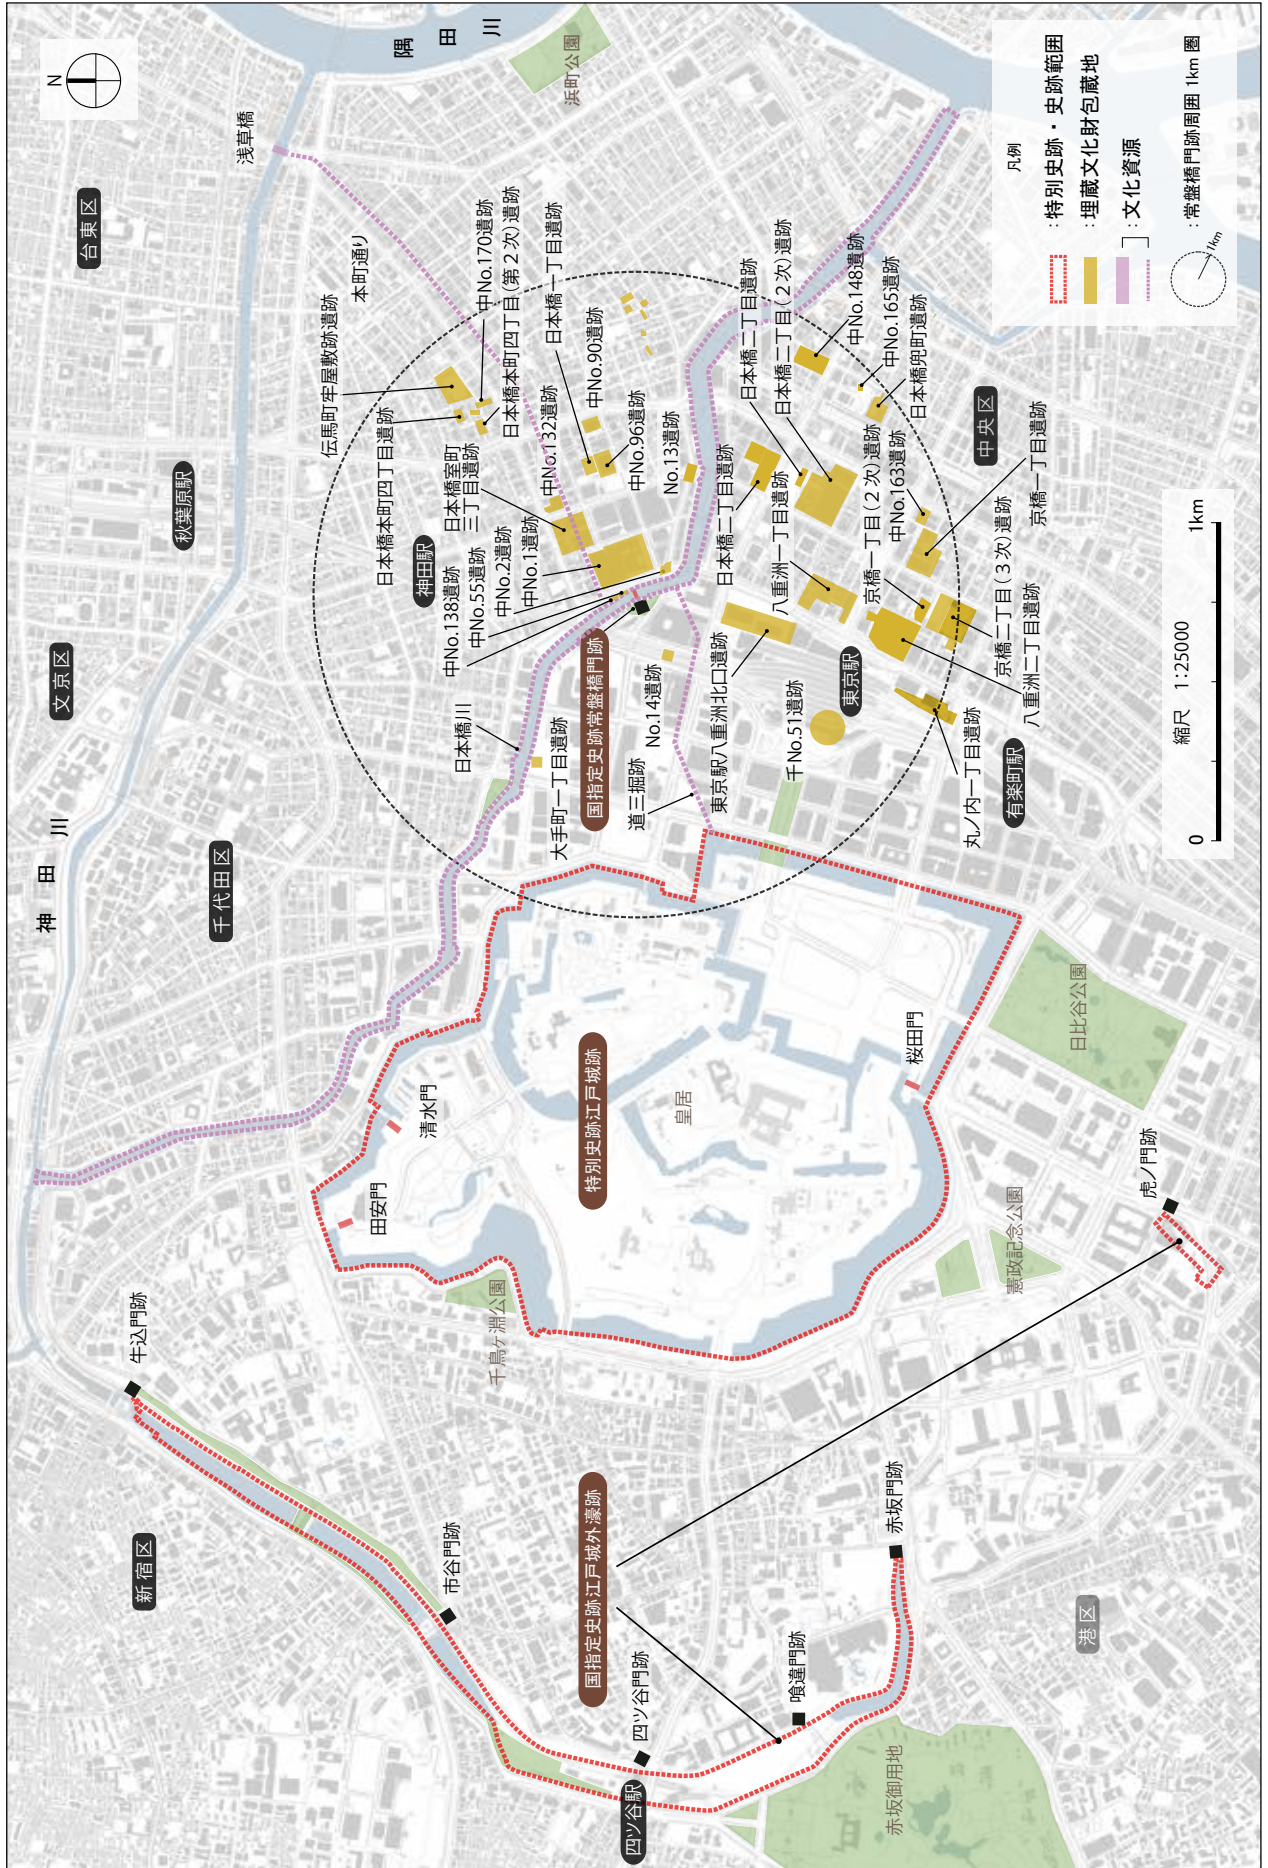 N
隅田川
浜町公園
浅草橋
台東区
本町通り
伝馬町牢屋敷跡遺跡
中No.170遺跡
日本橋本町四丁目(第2次)遺跡
日本橋一丁目遺跡
日本橋本町四丁目遺跡
中No.90遺跡
中No.132遺跡
中No.96遺跡
日本橋室町
三丁目遺跡
No.13遺跡
秋葉原駅
神田駅
中No.138遺跡
中No.55遺跡
中No.2遺跡
中No.1遺跡
国指定史跡常盤橋門跡
日本橋二丁目遺跡
日本橋二丁目遺跡
日本橋二丁目(2次)遺跡
中No.148遺跡
中No.165遺跡
日本橋兜町遺跡
中央区
八重洲一丁目遺跡
京橋一丁目(2次)遺跡
中No.163遺跡
京橋一丁目遺跡
京橋二丁目(3次)遺跡
八重洲二丁目遺跡
文京区
神田川
千代田区
日本橋川
大手町一丁目遺跡
No.14遺跡
道三掘跡
東京駅八重洲北口遺跡
千No.51遺跡
東京駅
丸ノ内一丁目遺跡
有楽町駅
凡例
:特別史跡・史跡範囲
:埋蔵文化財包蔵地
:文化資源
:常盤橋門跡周囲 1km 圏
1km
縮尺 1:25000
0
1km
清水門
田安門
特別史跡江戸城跡
皇居
桜田門
日比谷公園
千鳥ヶ淵公園
憲政記念公園
虎ノ門跡
牛込門跡
新宿区
市谷門跡
国指定史跡江戸城外濠跡
四ツ谷門跡
四ツ谷駅
喰違門跡
赤坂門跡
赤坂御用地
港区